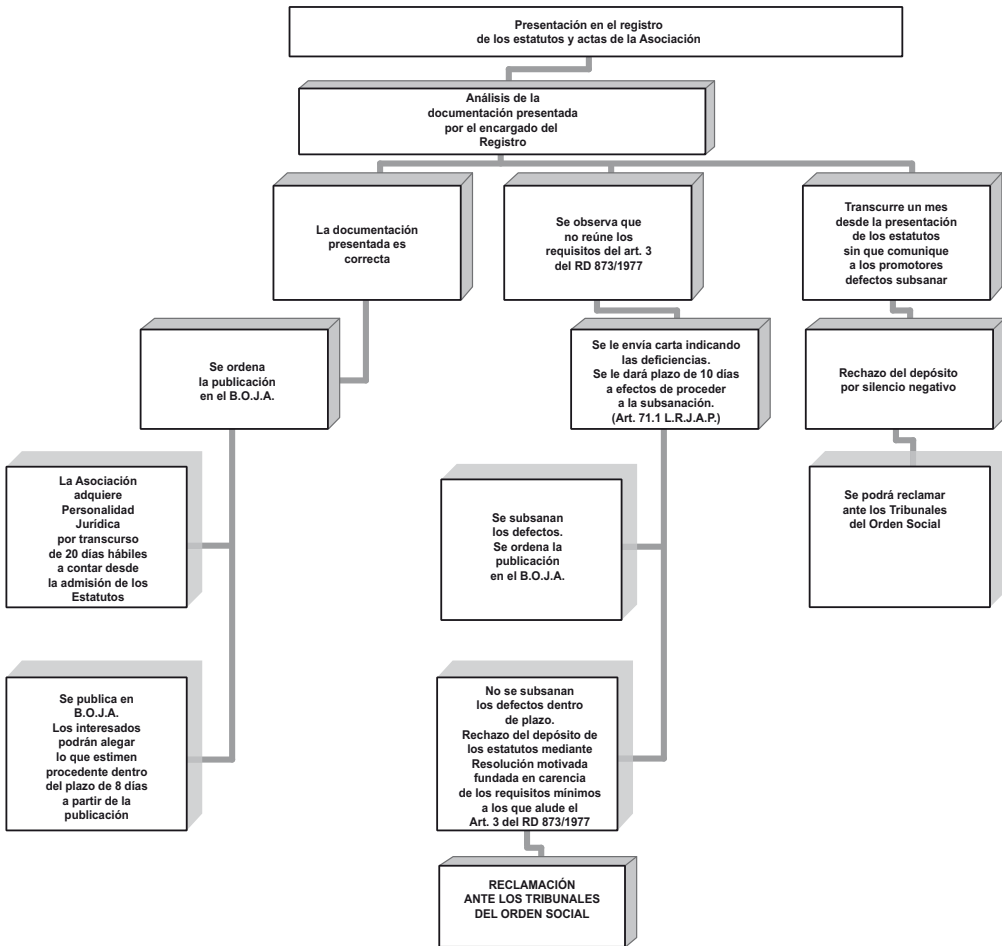 Presentación en el registro
de los estatutos y actas de la Asociación
Análisis de la
documentación presentada
por el encargado del
Registro
La documentación
presentada es
correcta
Se observa que
no reúne los
requisitos del art. 3
del RD 873/1977
Transcurre un mes
desde la presentación
de los estatutos
sin que comunique
a los promotores
defectos subsanar
Se ordena
la publicación
en el B.O.J.A.
Se le envía carta indicando
las deficiencias.
Se le dará plazo de 10 días
a efectos de proceder
a la subsanación.
(Art. 71.1 L.R.J.A.P.)
Rechazo del depósito
por silencio negativo
La Asociación
adquiere
Personalidad
Jurídica
por transcurso
de 20 días hábiles
a contar desde
la admisión de los
Estatutos
Se subsanan
los defectos.
Se ordena la
publicación
en el B.O.J.A.
Se podrá reclamar
ante los Tribunales
del Orden Social
Se publica en
B.O.J.A.
Los interesados
podrán alegar
lo que estimen
procedente dentro
del plazo de 8 días
a partir de la
publicación
No se subsanan
los defectos dentro
de plazo.
Rechazo del depósito de
los estatutos mediante
Resolución motivada
fundada en carencia
de los requisitos mínimos
a los que alude el
Art. 3 del RD 873/1977
RECLAMACIÓN
ANTE LOS TRIBUNALES
DEL ORDEN SOCIAL